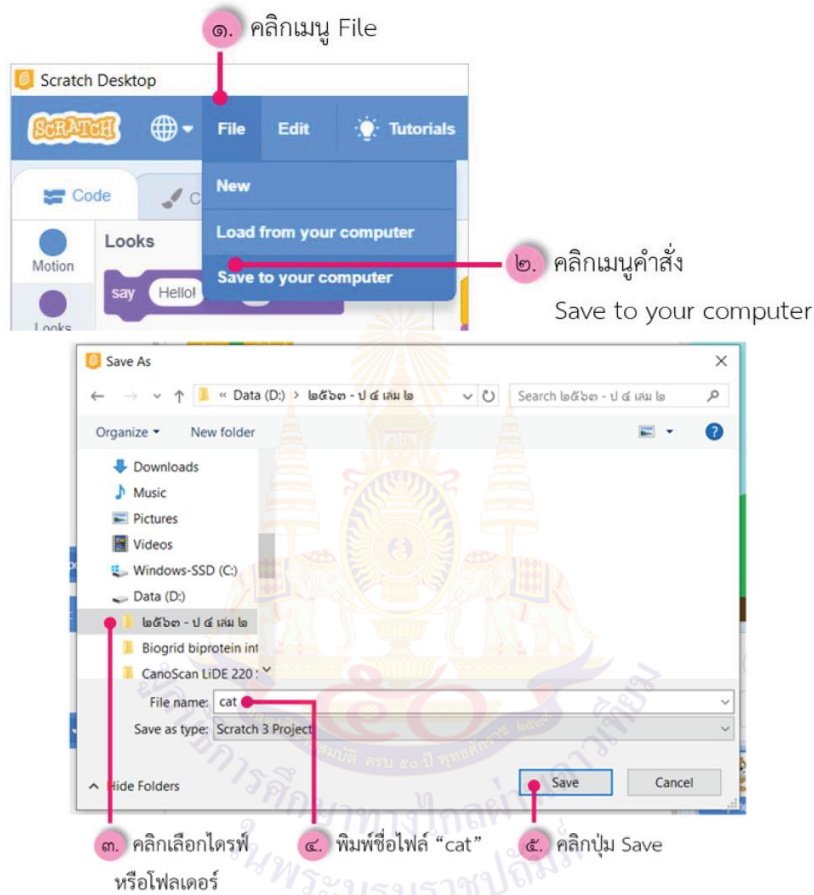 ๑. คลิกเมนู File
Scratch Desktop
SCRATCH File Edit Tutorials
Code
New
Load from your computer
Save to your computer
Motion
Looks
say Hello!
Looks
๒. คลิกเมนูคำสั่ง
Save to your computer
Save As
« Data (D:) > ๒๕๖๓ - ป ๔ เล่ม ๒
Search ๒๕๖๓ - ป ๔ เล่ม ๒
Organize New folder
Downloads
Music
Pictures
Videos
Windows-SSD (C:)
Data (D:)
๒๕๖๓ - ป ๔ เล่ม ๒
Biogrid biprotein int
CanoScan LiDE 220 :
File name: cat
Save as type: Scratch 3 Project
Hide Folders
Save Cancel
๓. คลิกเลือกไดรฟ์
หรือโฟลเดอร์
๔. พิมพ์ชื่อไฟล์ “cat”
๕. คลิกปุ่ม Save